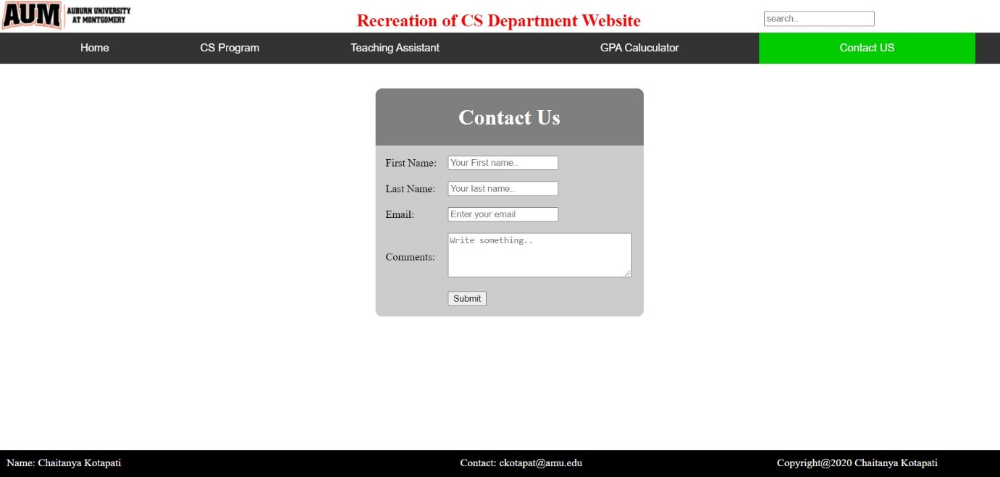 AUM AUBURN UNIVERSITY
AT MONTGOMERY
Recreation of CS Department Website
search..
Home CS Program Teaching Assistant GPA Caluculator Contact US
Contact Us
First Name: Your First name..
Last Name: Your last name..
Email: Enter your email
Comments: Write something..
Submit
Name: Chaitanya Kotapati Contact: ckotapat@amu.edu Copyright@2020 Chaitanya Kotapati